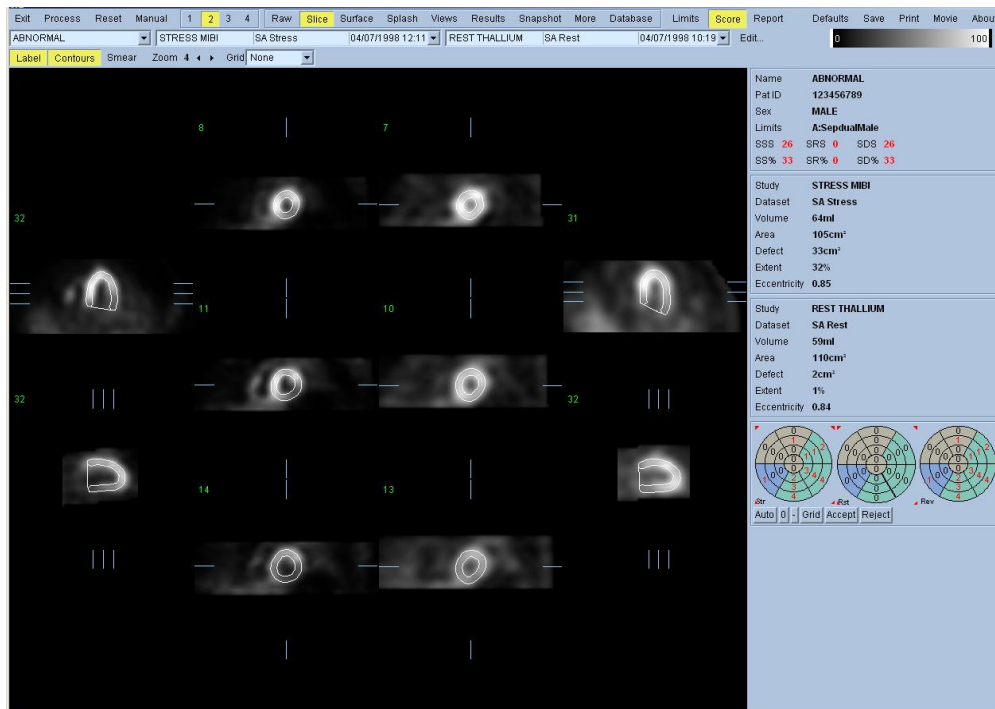 Exit Process Reset Manual 1 2 3 4 Raw Slice Surface Splash Views Results Snapshot More Database Limits Score Report Defaults Save Print Movie About
ABNORMAL STRESS MIBI SA Stress 04/07/1998 12:11 REST THALLIUM SA Rest 04/07/1998 10:19 Edit... 0 100
Label Contours Smear Zoom 4 Grid None
8 7
32 31
11 10
32 32
14 13
Name ABNORMAL
Pat ID 123456789
Sex MALE
Limits A:SepdualMale
SSS 26 SRS 0 SDS 26
SS% 33 SR% 0 SD% 33
Study STRESS MIBI
Dataset SA Stress
Volume 64ml
Area 105cm²
Defect 33cm²
Extent 32%
Eccentricity 0.85
Study REST THALLIUM
Dataset SA Rest
Volume 59ml
Area 110cm²
Defect 2cm²
Extent 1%
Eccentricity 0.84
Str Rst Rev
Auto 0 - Grid Accept Reject